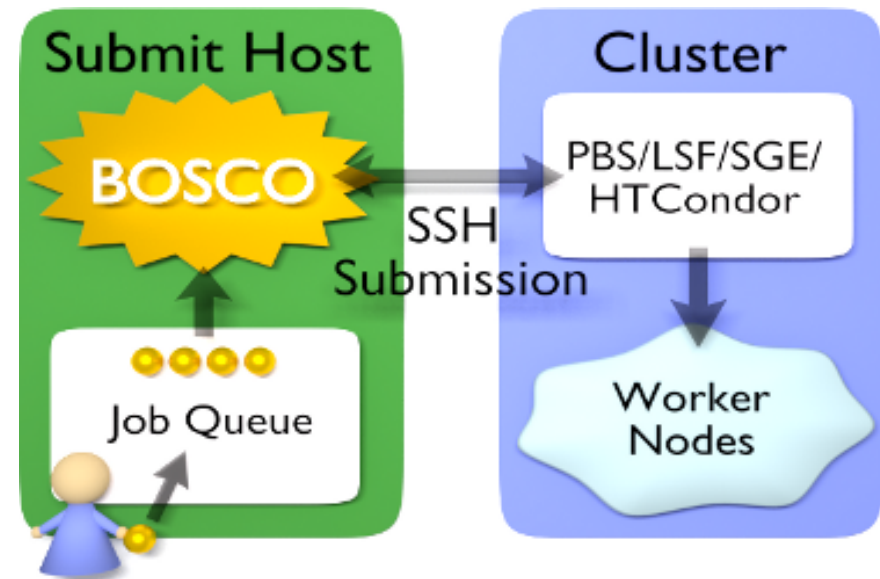 Submit Host
BOSCO
Job Queue
SSH
Submission
Cluster
PBS/LSF/SGE/
HTCondor
Worker
Nodes